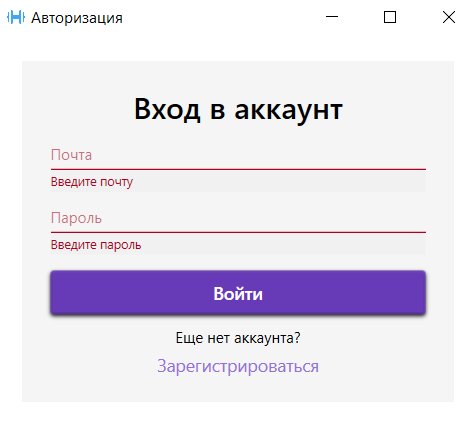 Авторизация
Вход в аккаунт
Почта
Введите почту
Пароль
Введите пароль
Войти
Еще нет аккаунта?
Зарегистрироваться